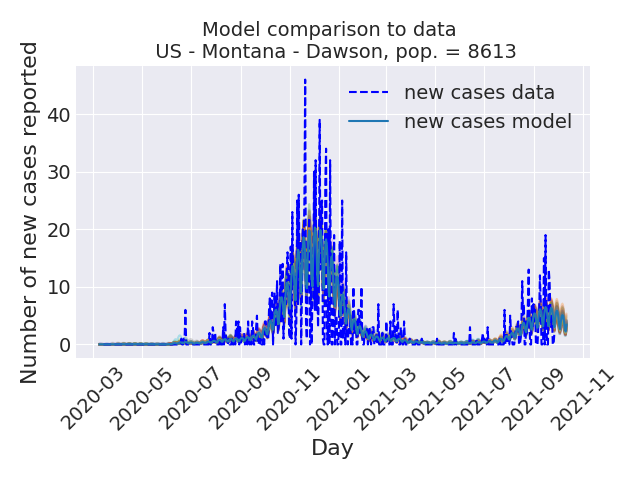 Model comparison to data
US - Montana - Dawson, pop. = 8613
Number of new cases reported
40
30
20
10
0
new cases data
new cases model
2020-03
2020-05
2020-07
2020-09
2020-11
2021-01
2021-03
2021-05
2021-07
2021-09
2021-11
Day